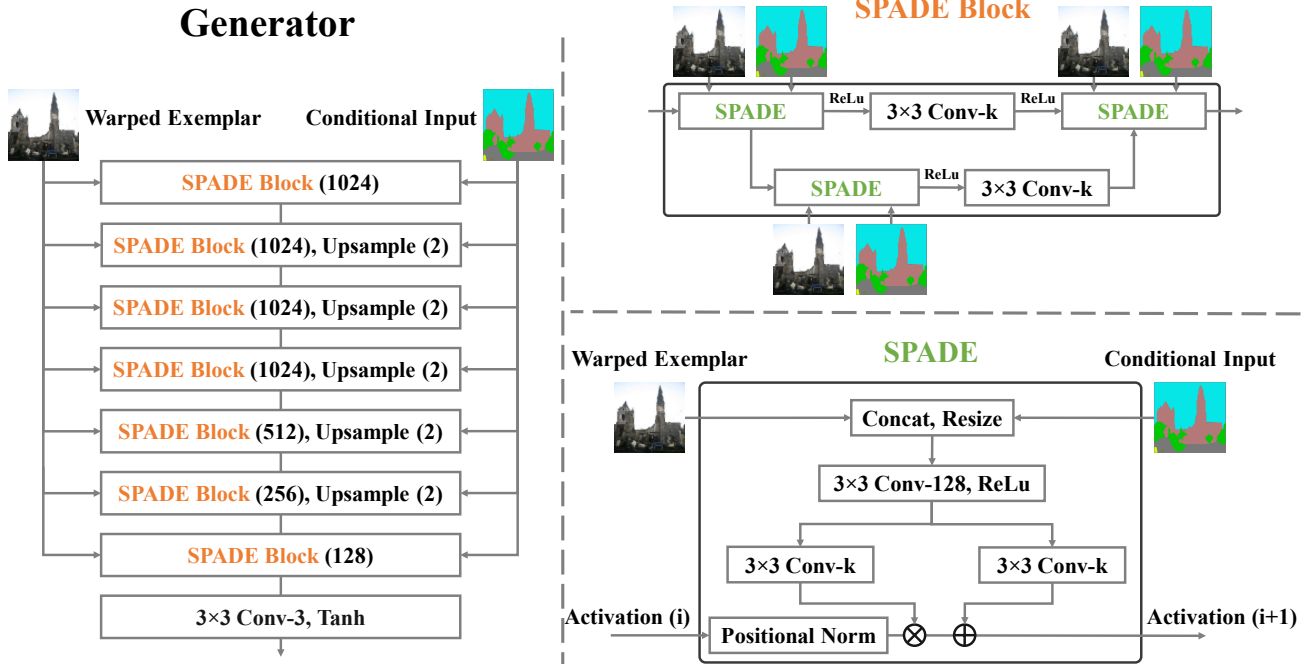 Generator
Warped Exemplar
Conditional Input
SPADE Block (1024)
SPADE Block (1024), Upsample (2)
SPADE Block (1024), Upsample (2)
SPADE Block (1024), Upsample (2)
SPADE Block (512), Upsample (2)
SPADE Block (256), Upsample (2)
SPADE Block (128)
3×3 Conv-3, Tanh
SPADE Block
SPADE
ReLu
3×3 Conv-k
ReLu
SPADE
SPADE
ReLu
3×3 Conv-k
SPADE
Warped Exemplar
Conditional Input
Concat, Resize
3×3 Conv-128, ReLu
3×3 Conv-k
3×3 Conv-k
Activation (i)
Positional Norm
Activation (i+1)